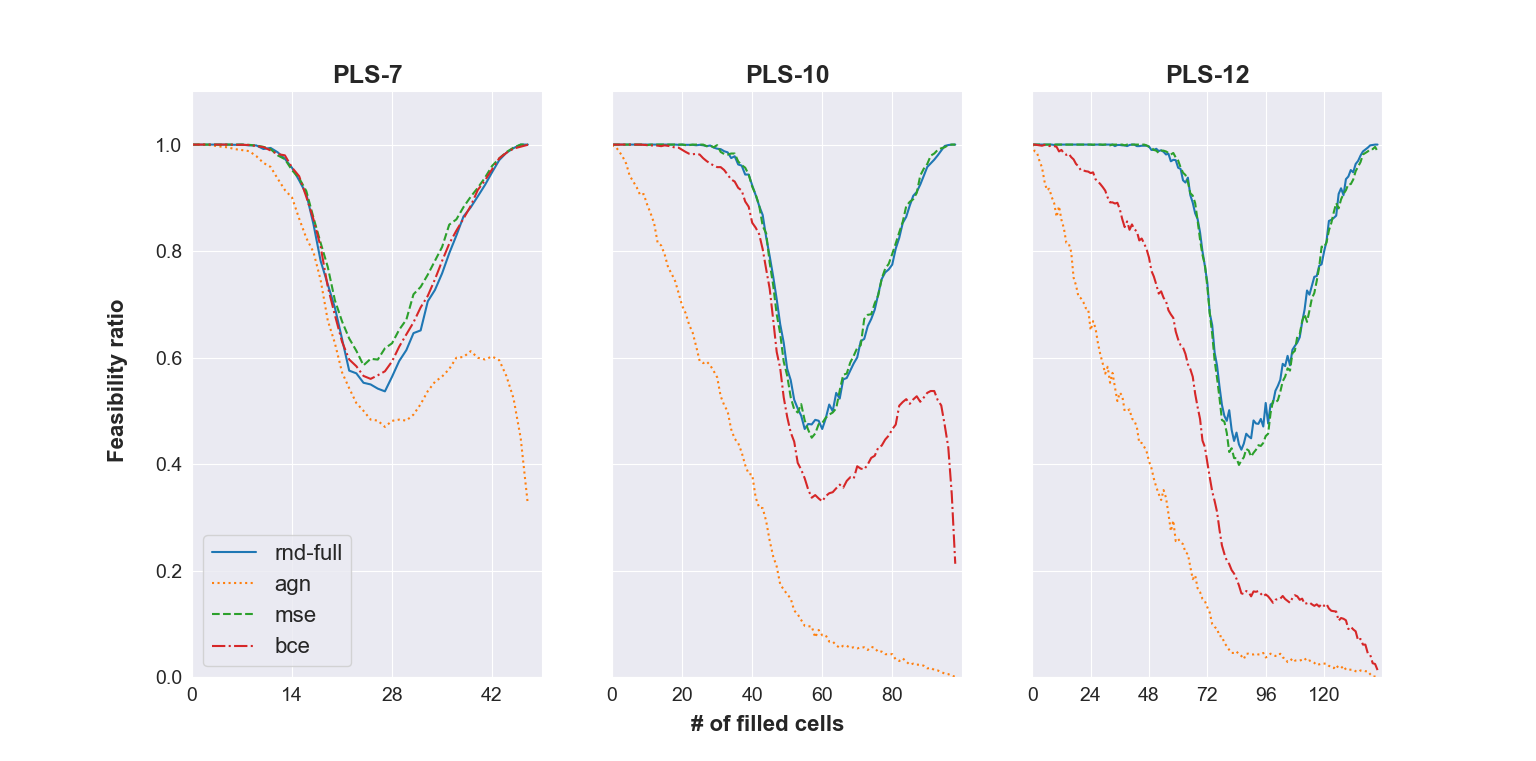 PLS-7
PLS-10
PLS-12
Feasibility ratio
1.0
0.8
0.6
0.4
0.2
0.0
rnd-full
agn
mse
bce
0 14 28 42
0 20 40 60 80
0 24 48 72 96 120
# of filled cells